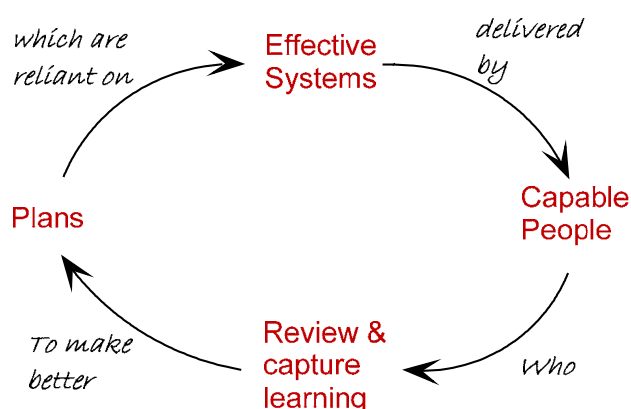 which are
reliant on
Effective
Systems
delivered
by
Capable
People
Who
Review &
capture
learning
To make
better
Plans